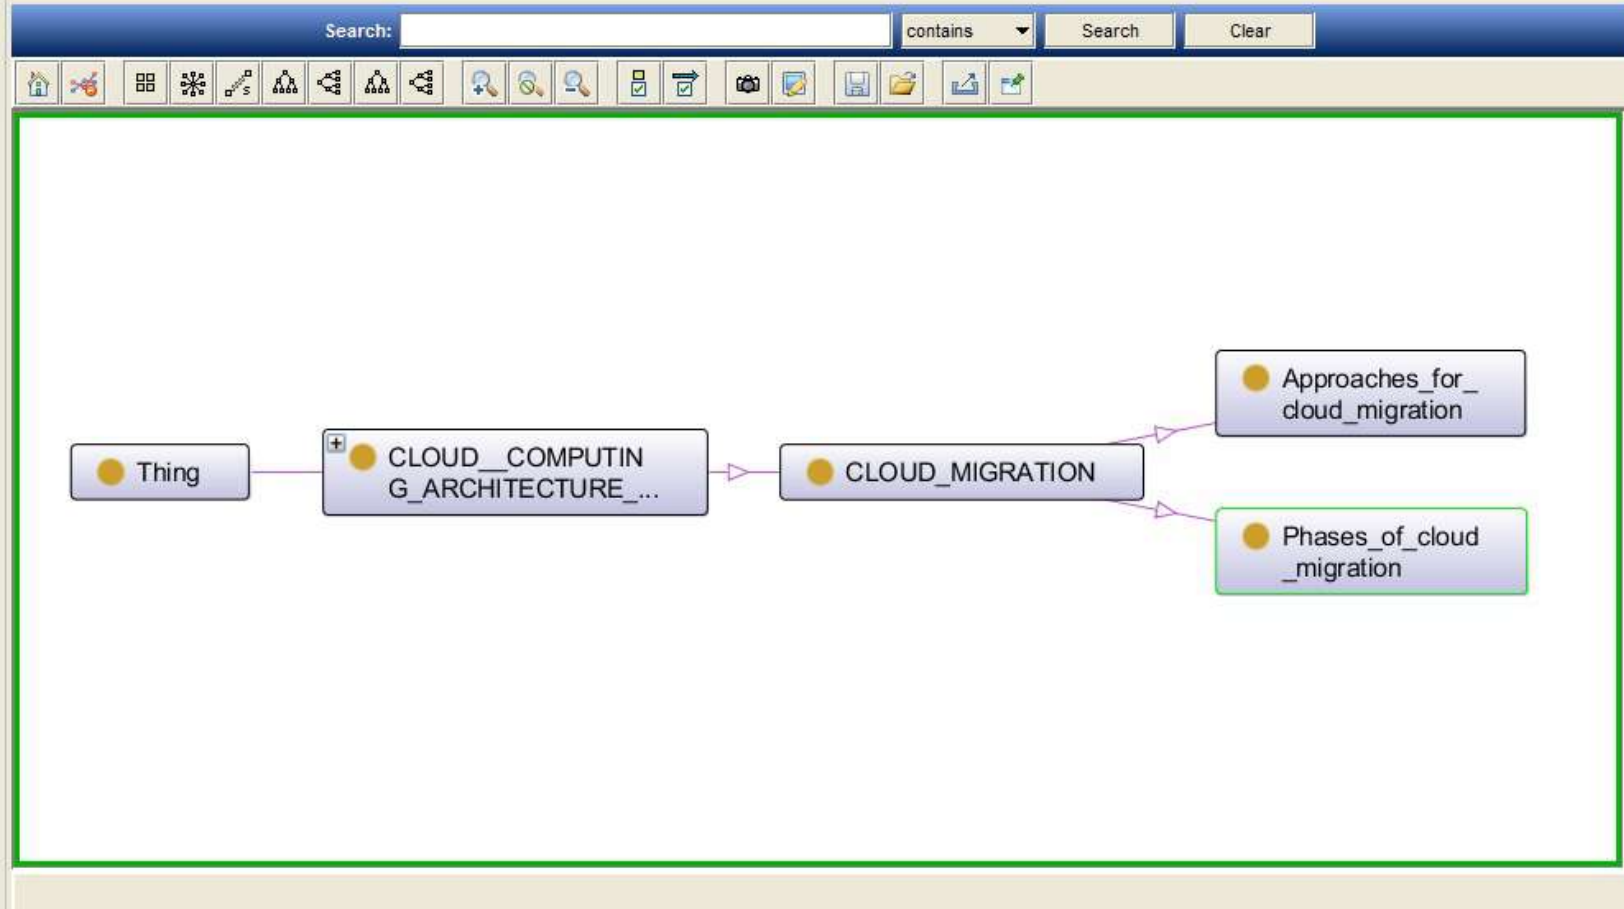 Search: contains Search Clear
Approaches_for_
cloud_migration
Thing
CLOUD__COMPUTIN
G_ARCHITECTURE_...
CLOUD_MIGRATION
Phases_of_cloud
_migration